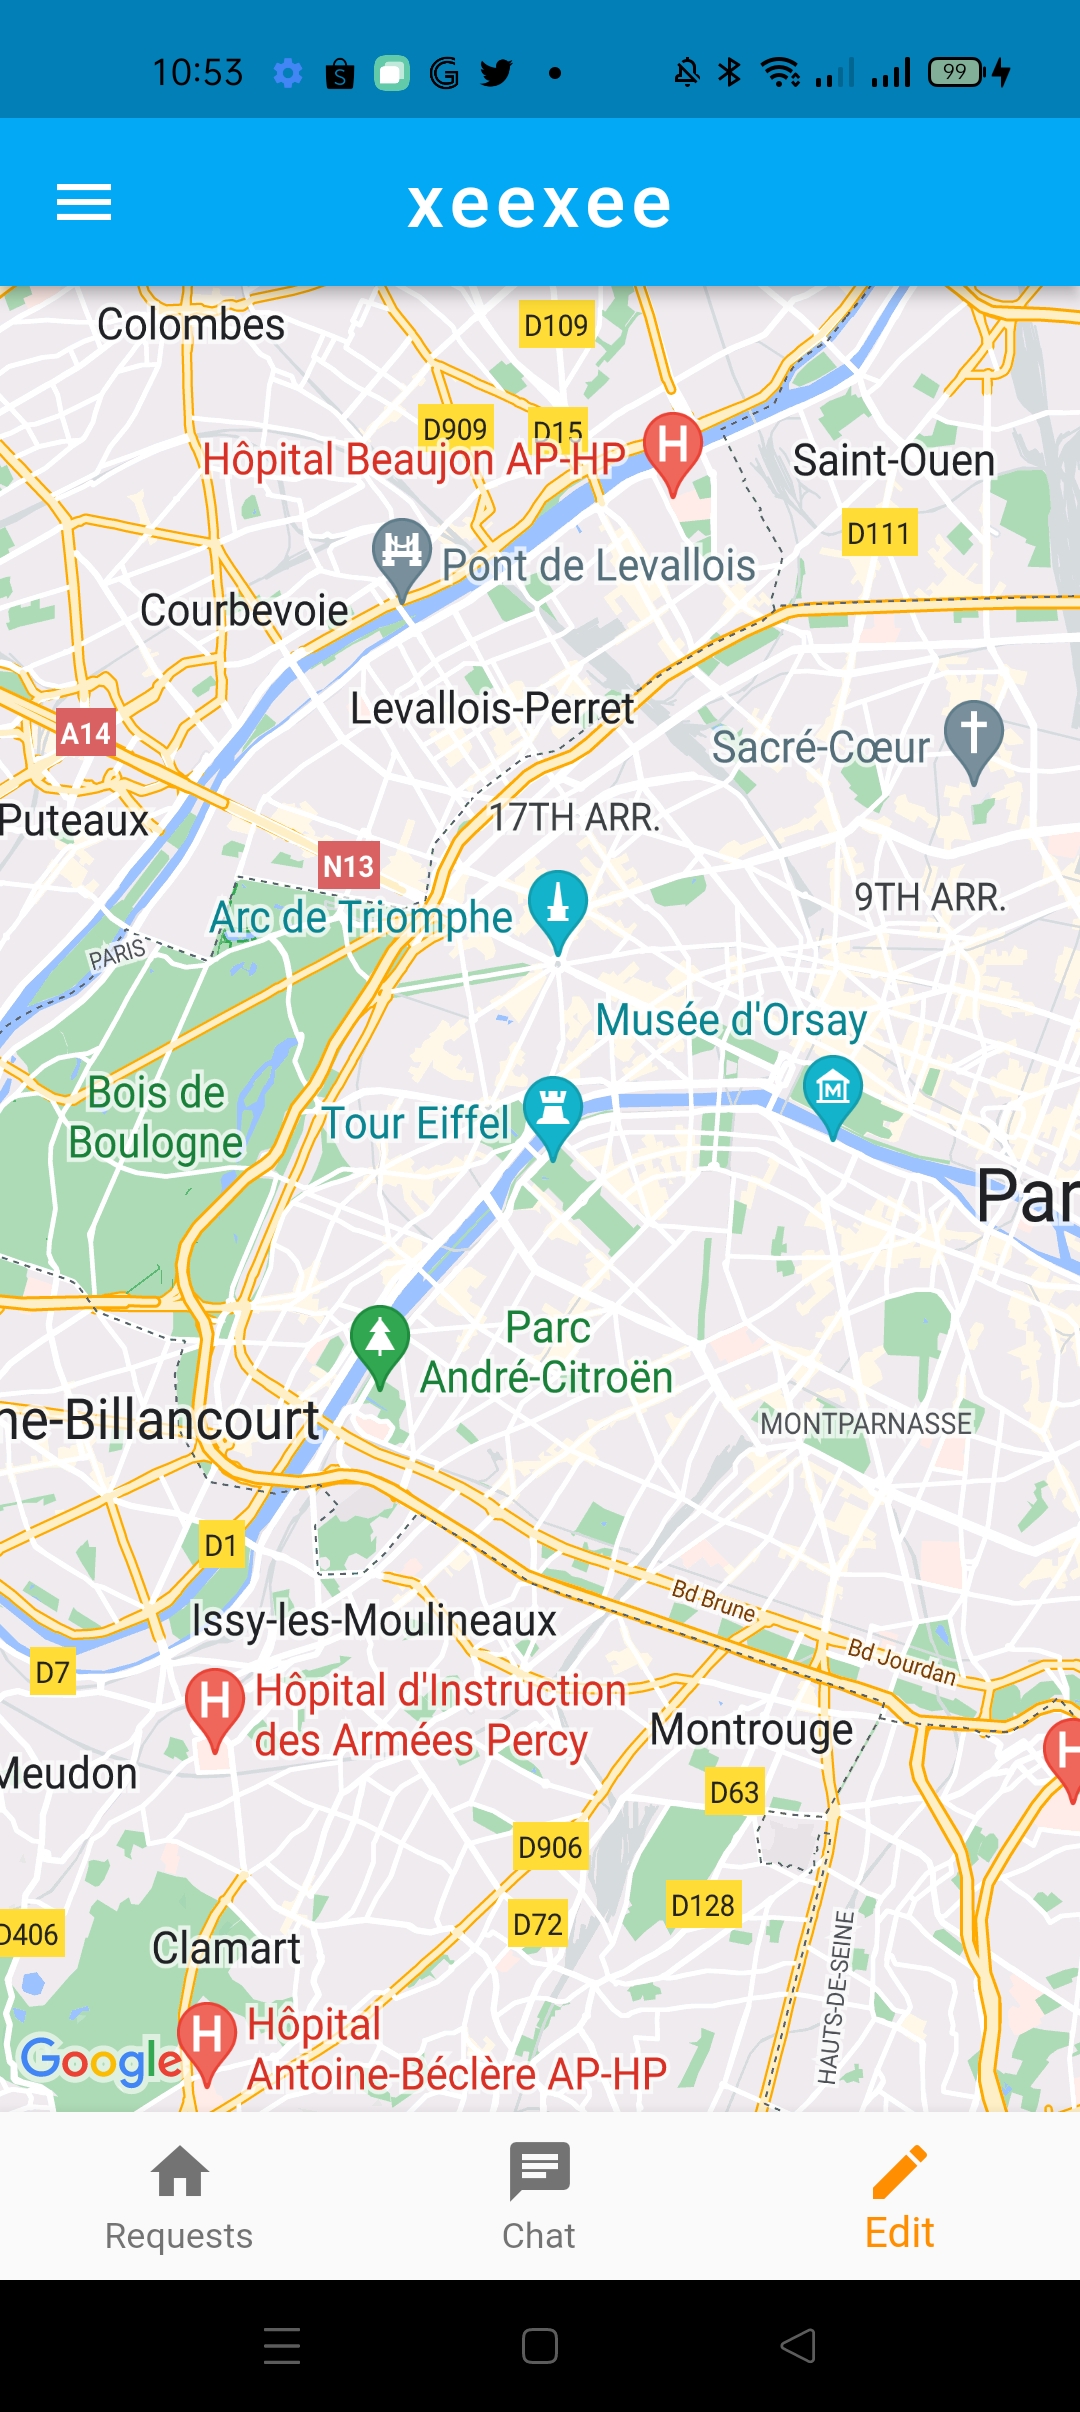 10:53
99
xeexee
Colombes
D109
D909
D15
Hôpital Beaujon AP-HP
Saint-Ouen
D111
Pont de Levallois
Courbevoie
Levallois-Perret
A14
Sacré-Cœur
Puteaux
17TH ARR.
N13
9TH ARR.
Arc de Triomphe
PARIS
Musée d'Orsay
Bois de
Boulogne
Tour Eiffel
Par
Parc
André-Citroën
ne-Billancourt
MONTPARNASSE
D1
Bd Brune
Issy-les-Moulineaux
Bd Jourdan
D7
Hôpital d'Instruction
des Armées Percy
Montrouge
Meudon
D63
D906
D128
D72
D406
Clamart
HAUTS-DE-SEINE
Hôpital
Antoine-Béclère AP-HP
Google
Requests
Chat
Edit